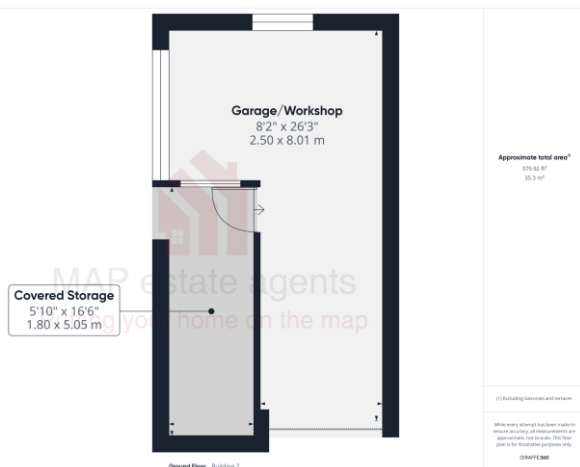 Garage/Workshop
8'2" x 26'3"
2.50 x 8.01 m
Covered Storage
5'10" x 16'6"
1.80 x 5.05 m
MAP estate agents
your home on the map
Ground Floor Building 2
Approximate total area⁽¹⁾
379.92 ft²
35.3 m²
(1) Excluding balconies and terraces
While every attempt has been made to
ensure accuracy, all measurements are
approximate, not to scale. This floor
plan is for illustrative purposes only.
GIRAFFE360